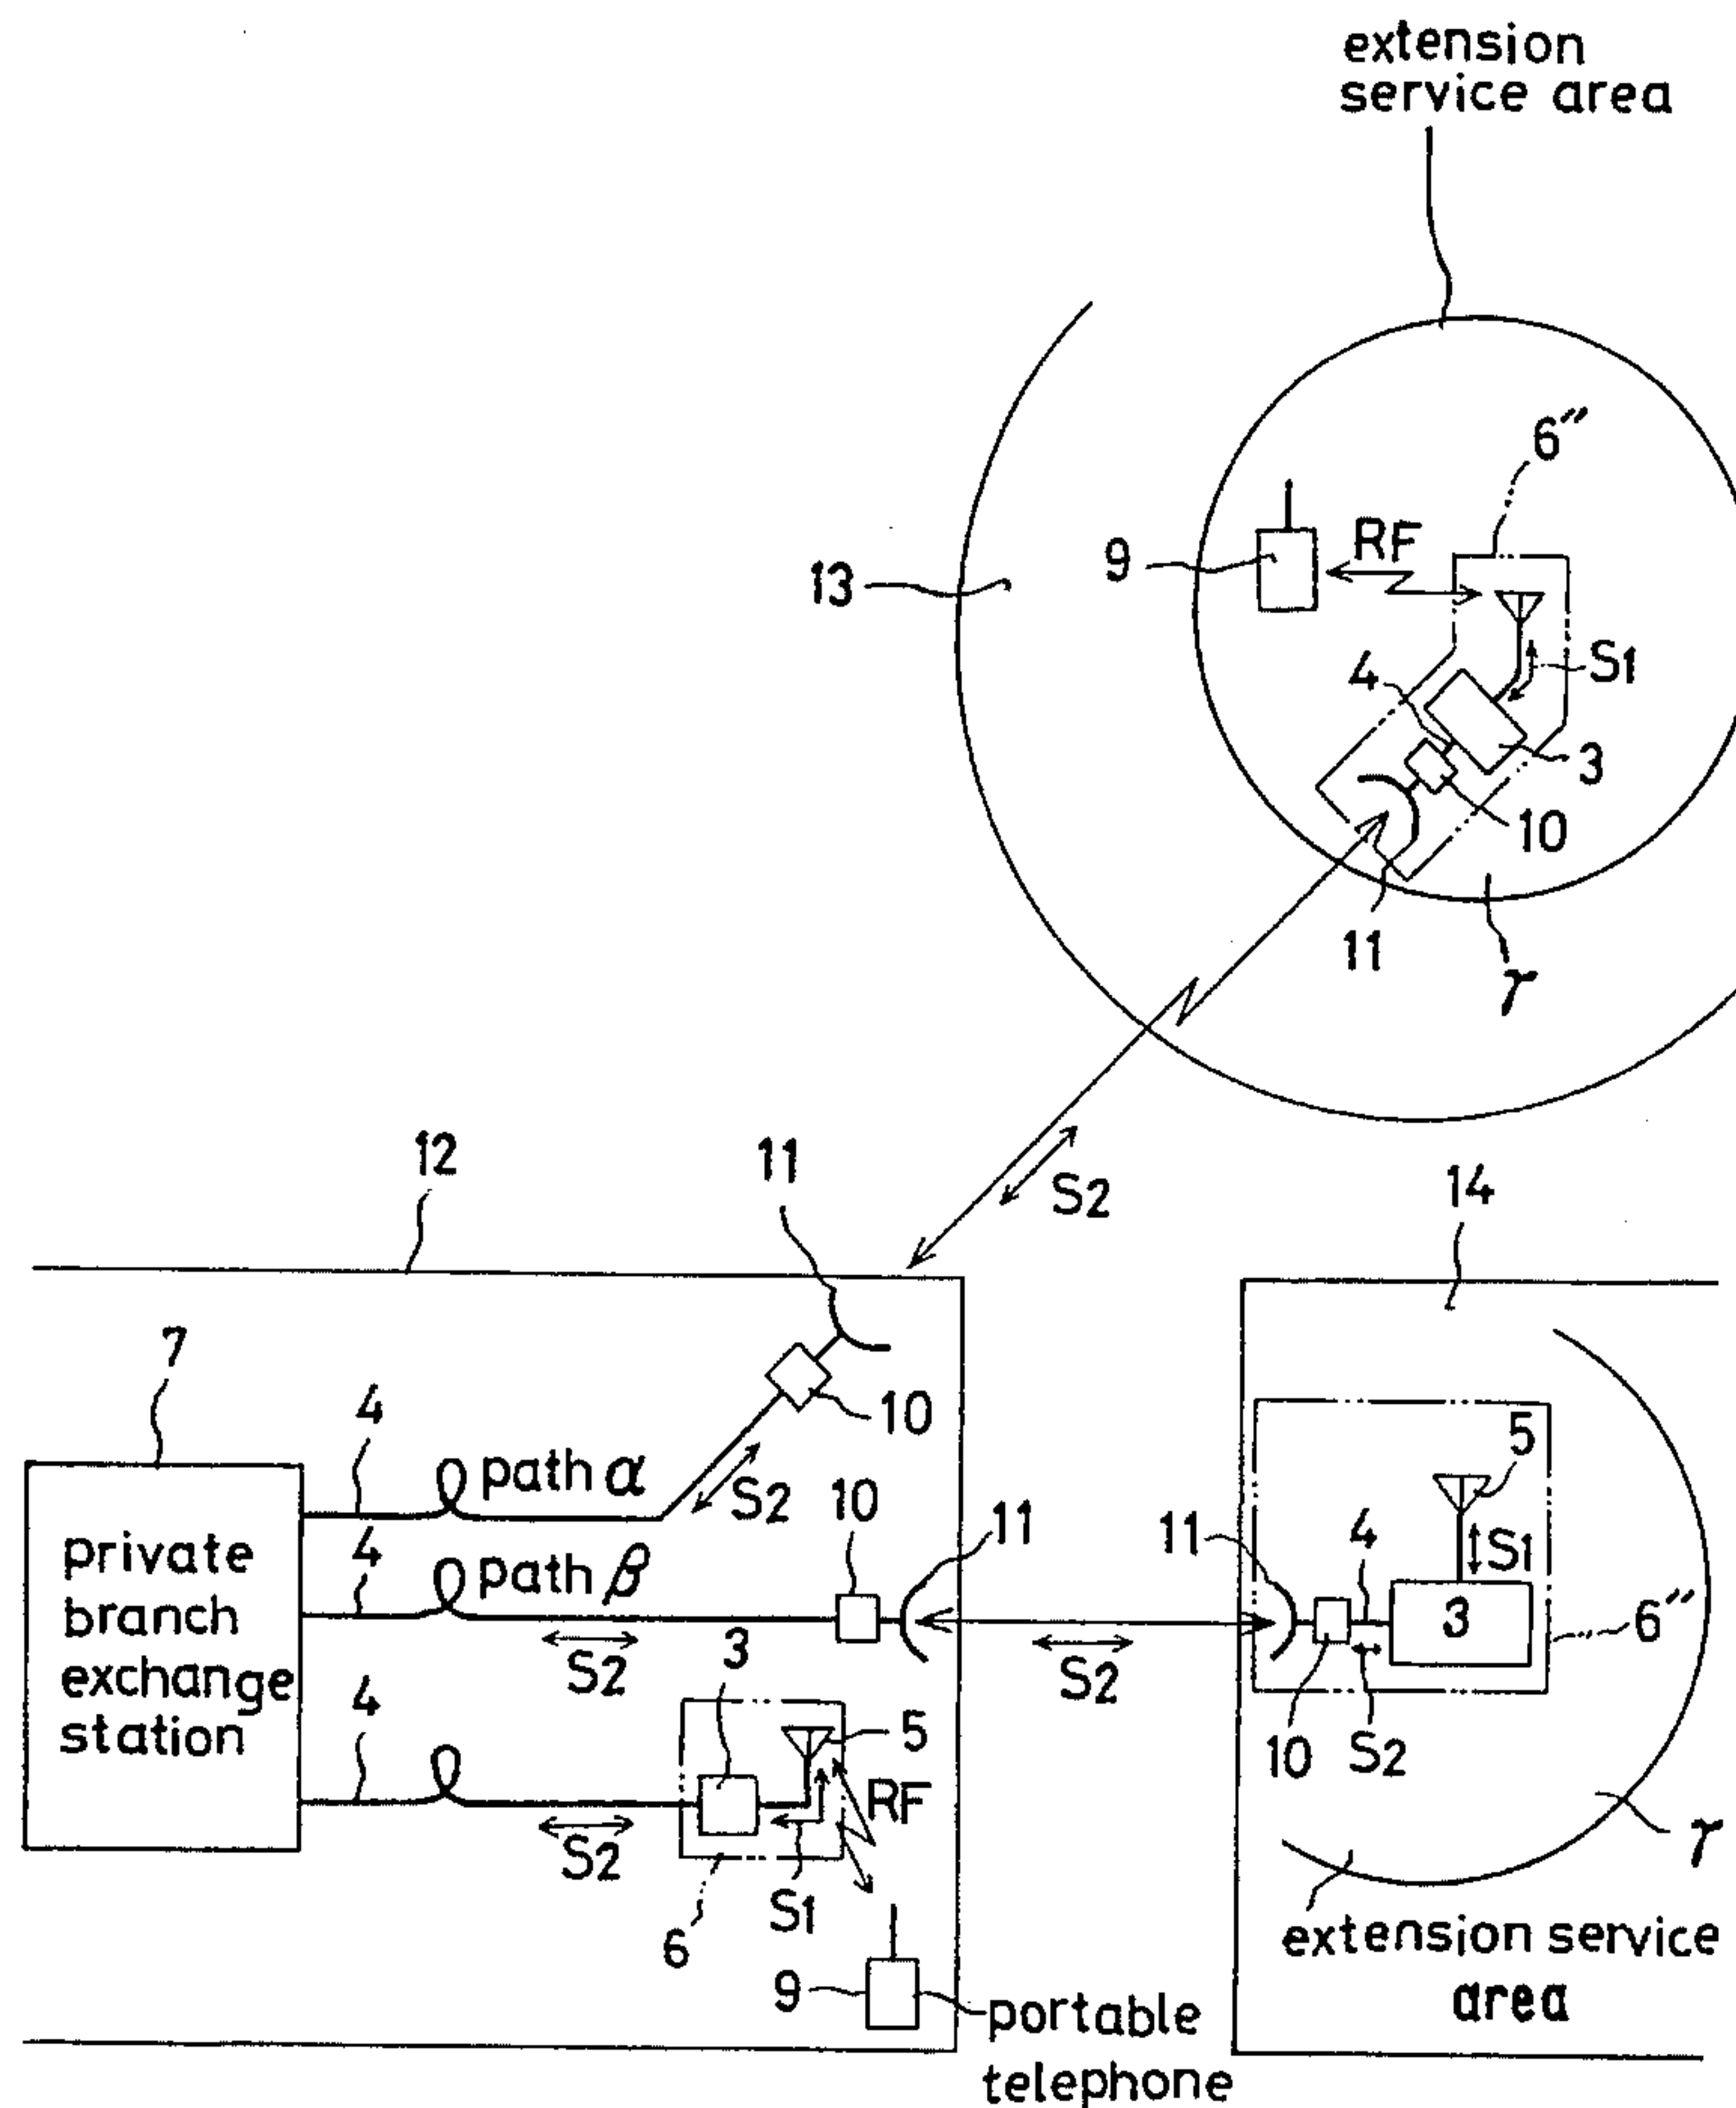 extension
service area
6"
RF
9
13
4
S1
3
10
11
γ
S2
12
11
14
7
4
path α
10
S2
10
11
11
5
4
S1
4
path β
private
branch
exchange
station
3
6"
S2
3
S2
10
S2
4
5
RF
γ
S2
S1
6
extension service
area
9
portable
telephone